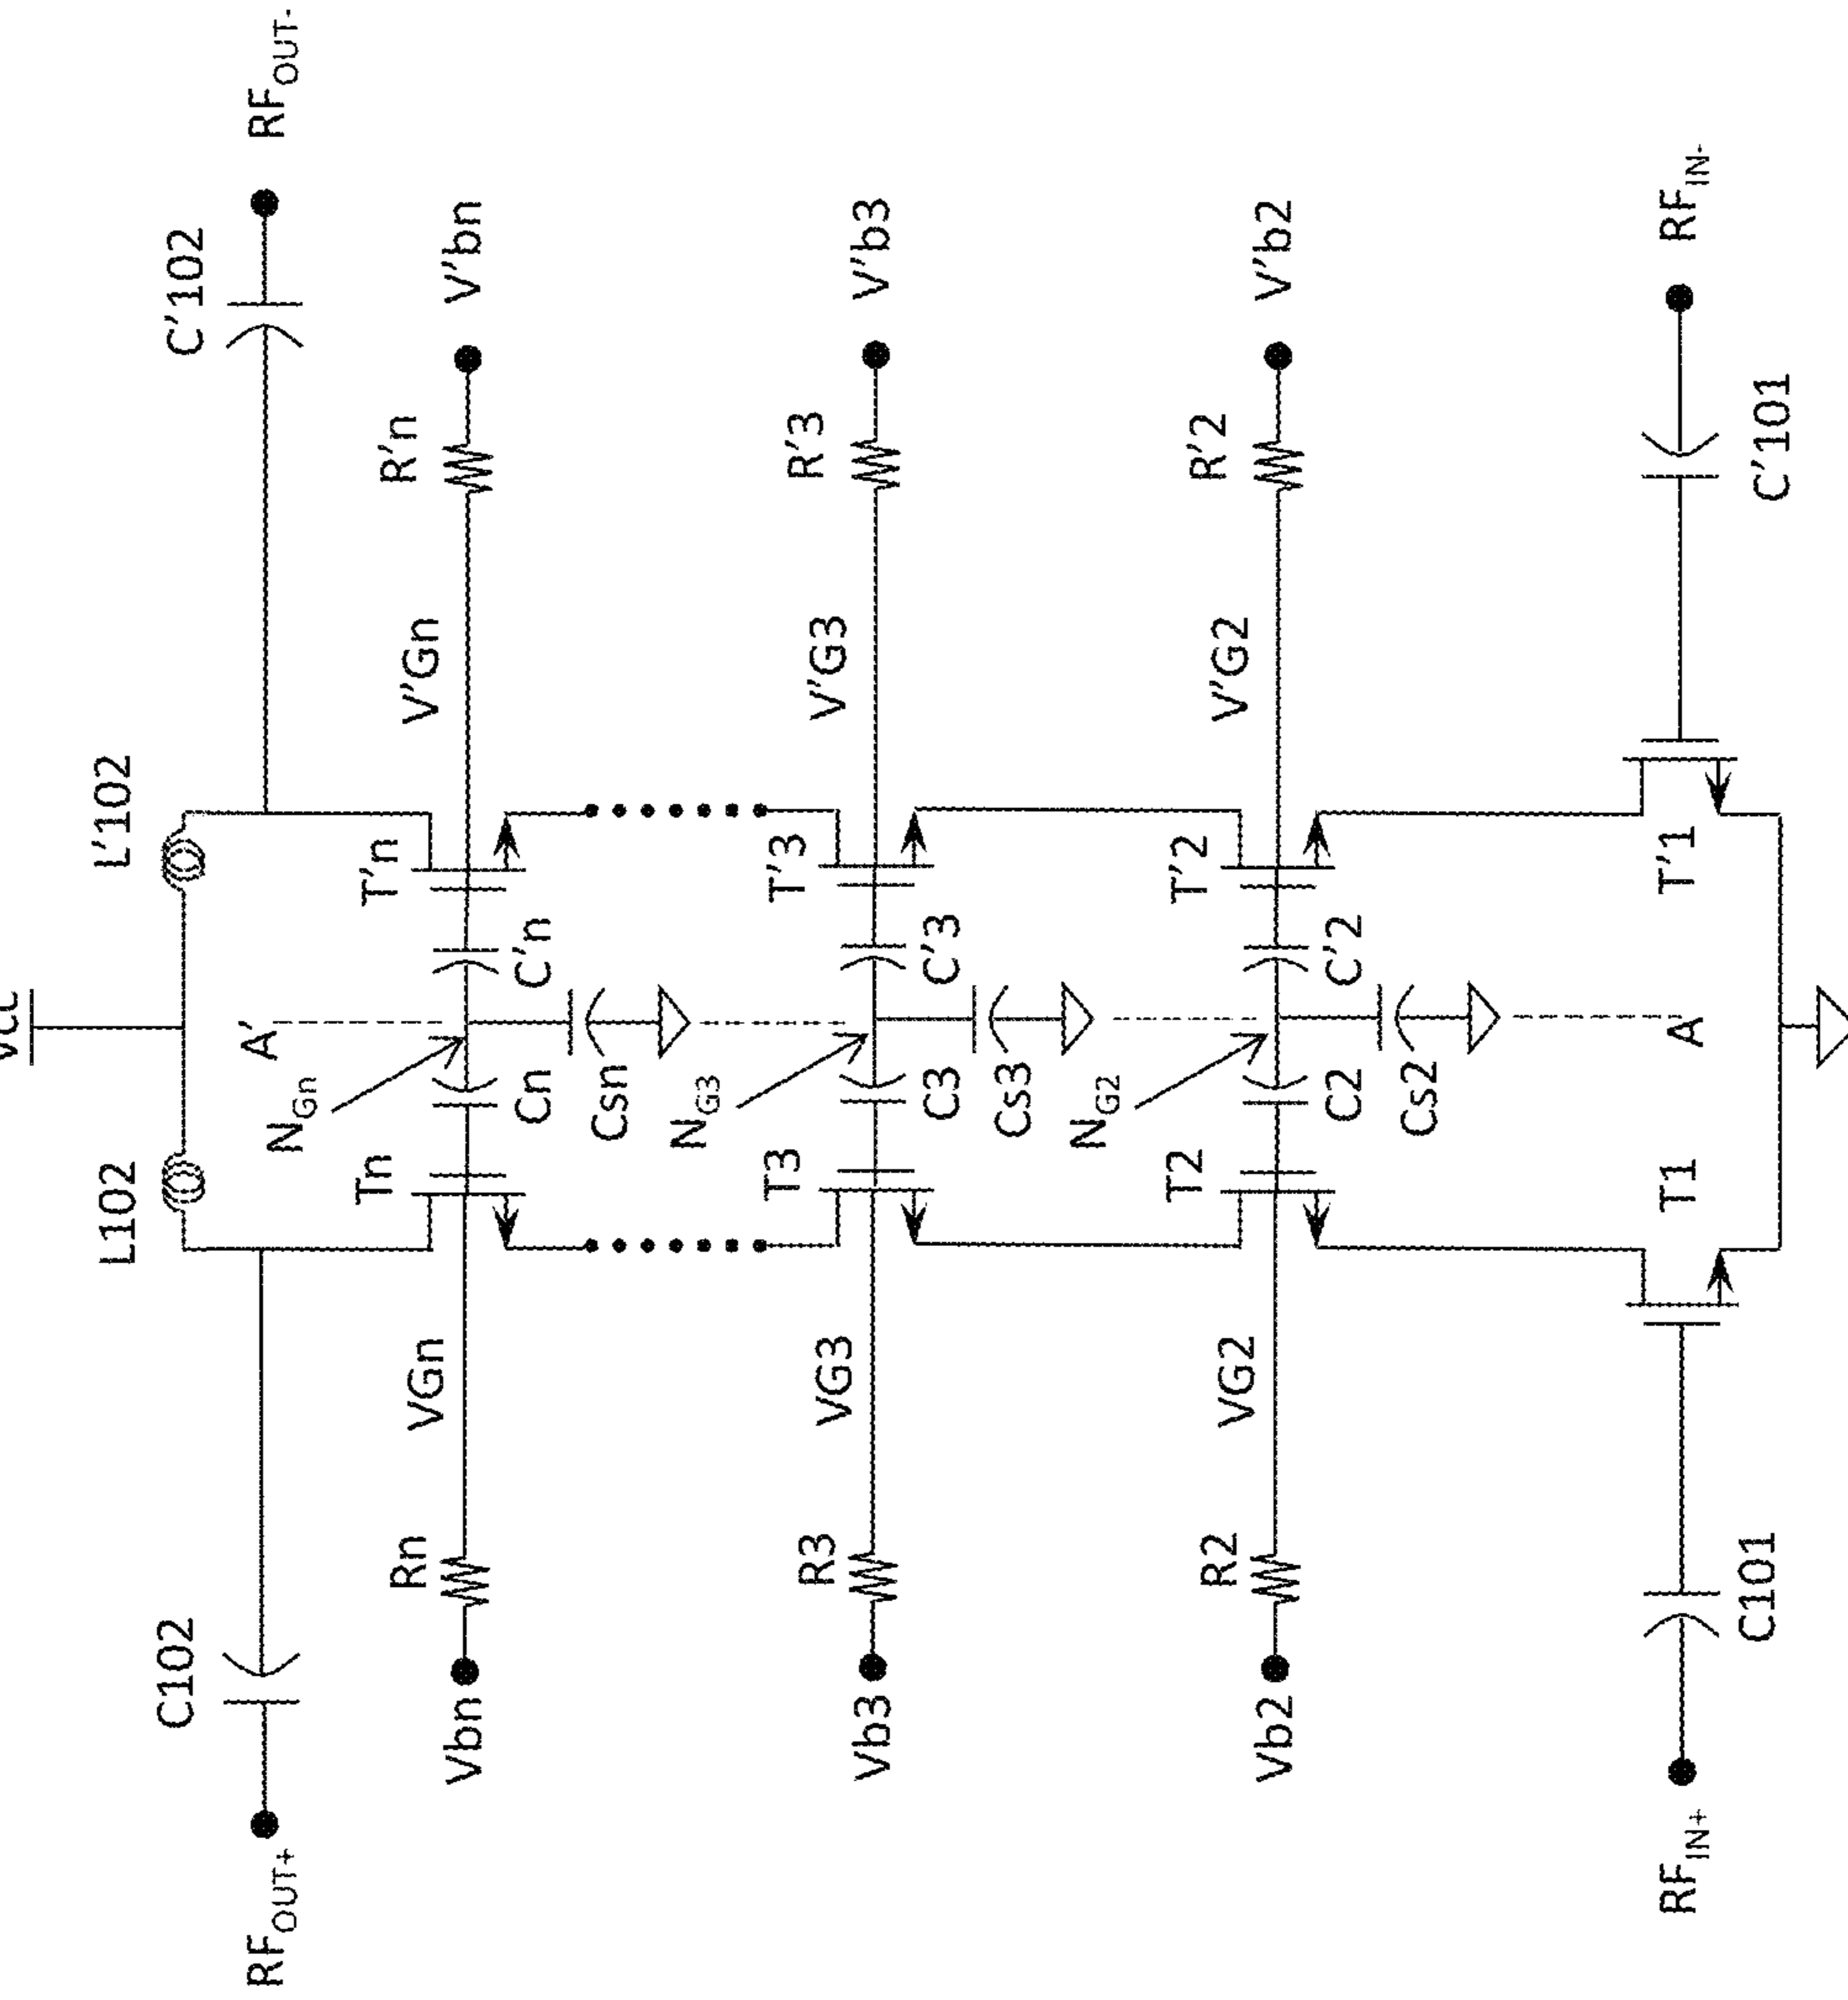 Vcc
L102 L'102
C102 C'102
RF_OUT+ A' RF_OUT-
N_Gn
Rn VGn Tn T'n V'Gn R'n
Vbn V'bn
Cn C'n
Csn
N_G3
R3 VG3 T3 T'3 V'G3 R'3
Vb3 V'b3
C3 C'3
Cs3
N_G2
R2 VG2 T2 T'2 V'G2 R'2
Vb2 V'b2
C2 C'2
Cs2
RF_IN+ T1 A T'1 RF_IN-
C101 C'101